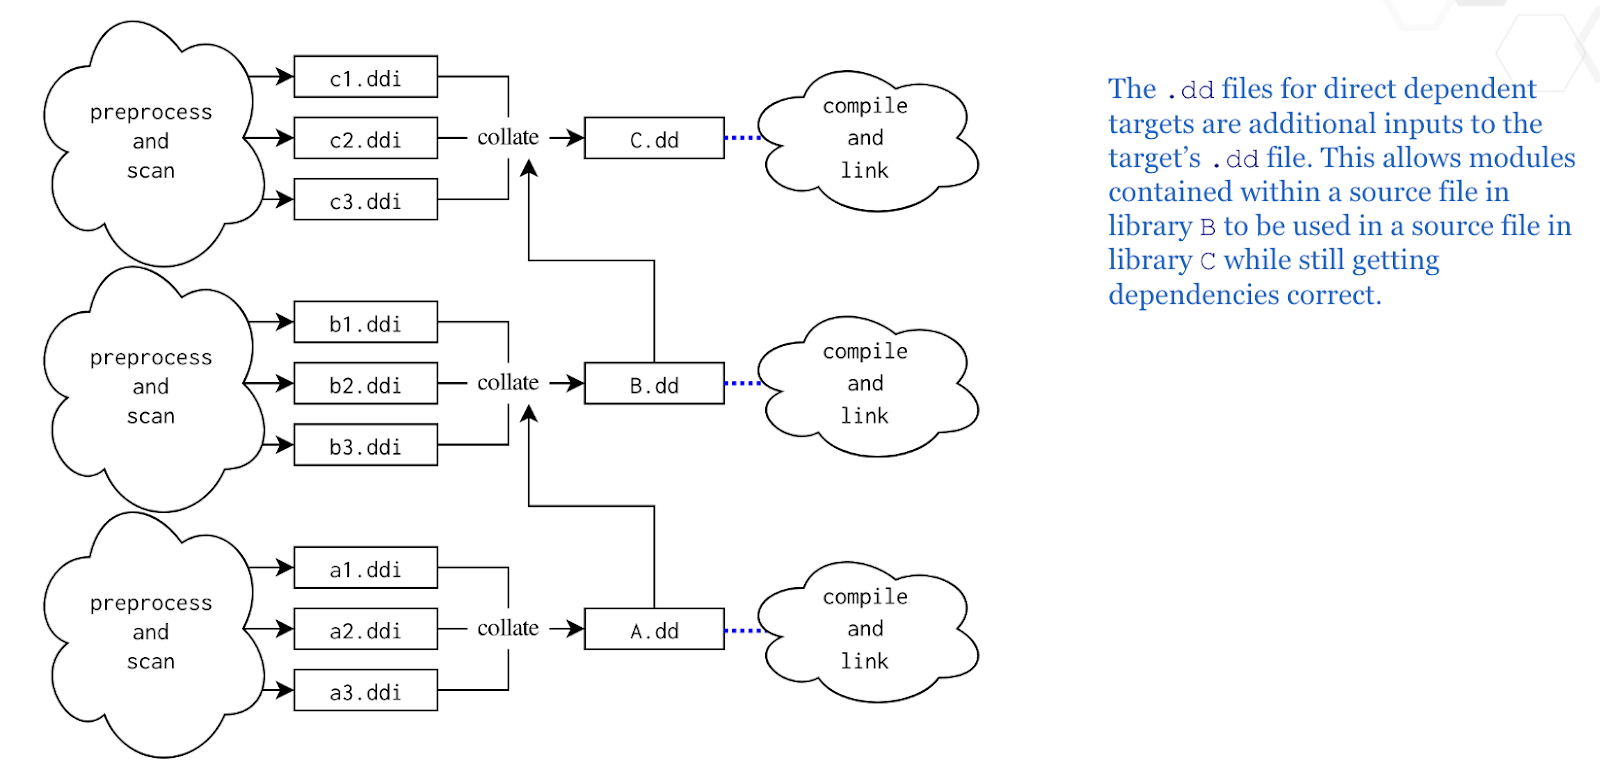 preprocess
and
scan
c1.ddi
c2.ddi
c3.ddi
collate
C.dd
compile
and
link
preprocess
and
scan
b1.ddi
b2.ddi
b3.ddi
collate
B.dd
compile
and
link
preprocess
and
scan
a1.ddi
a2.ddi
a3.ddi
collate
A.dd
compile
and
link
The .dd files for direct dependent
targets are additional inputs to the
target’s .dd file. This allows modules
contained within a source file in
library B to be used in a source file in
library C while still getting
dependencies correct.